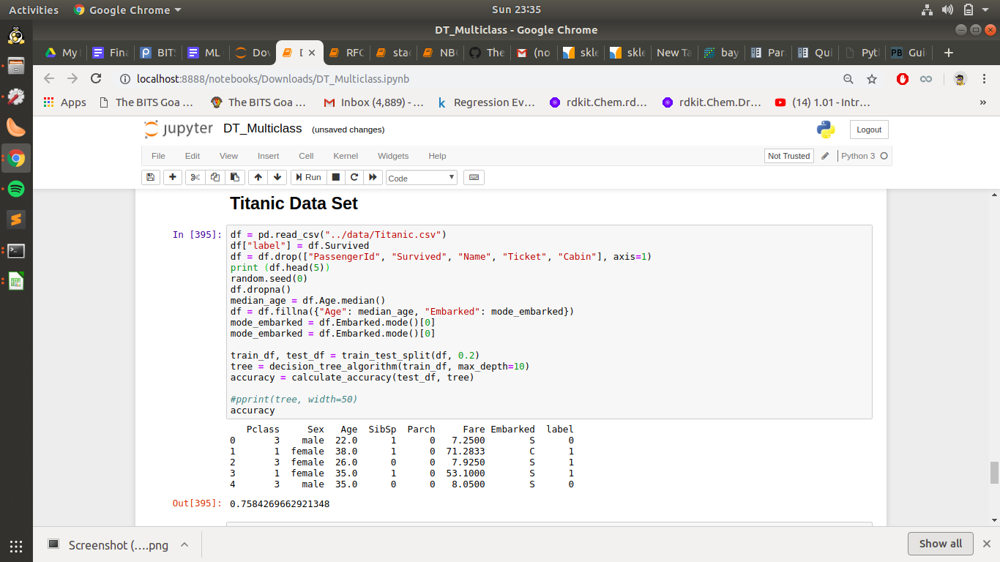 Activities Google Chrome Sun 23:35
DT_Multiclass - Google Chrome
My Fina BITS ML Dov RFC stac NBC The (no skle skle New Ta bay Par Qui Pytl Gui
localhost:8888/notebooks/Downloads/DT_Multiclass.ipynb
Apps The BITS Goa ... The BITS Goa ... Inbox (4,889) - ... Regression Ev... rdkit.Chem.rd... rdkit.Chem.Dr... (14) 1.01 - Intr... »
jupyter DT_Multiclass (unsaved changes) Logout
File Edit View Insert Cell Kernel Widgets Help Not Trusted Python 3
Run Code
Titanic Data Set
In [395]: df = pd.read_csv("../data/Titanic.csv")
df["label"] = df.Survived
df = df.drop(["PassengerId", "Survived", "Name", "Ticket", "Cabin"], axis=1)
print (df.head(5))
random.seed(0)
df.dropna()
median_age = df.Age.median()
df = df.fillna({"Age": median_age, "Embarked": mode_embarked})
mode_embarked = df.Embarked.mode()[0]
mode_embarked = df.Embarked.mode()[0]
train_df, test_df = train_test_split(df, 0.2)
tree = decision_tree_algorithm(train_df, max_depth=10)
accuracy = calculate_accuracy(test_df, tree)
#pprint(tree, width=50)
accuracy
Pclass Sex Age SibSp Parch Fare Embarked label
0 3 male 22.0 1 0 7.2500 S 0
1 1 female 38.0 1 0 71.2833 C 1
2 3 female 26.0 0 0 7.9250 S 1
3 1 female 35.0 1 0 53.1000 S 1
4 3 male 35.0 0 0 8.0500 S 0
Out[395]: 0.7584269662921348
Screenshot (....png Show all